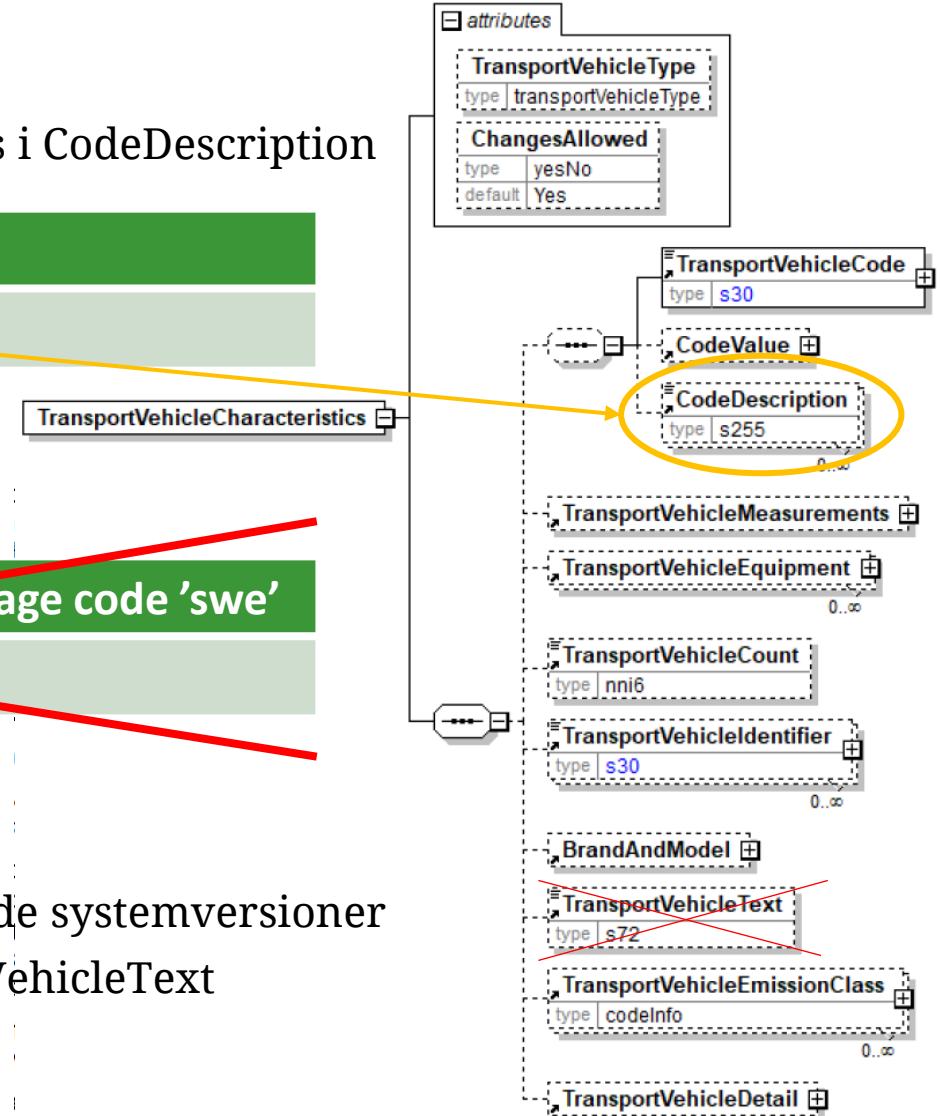 attributes
TransportVehicleType
type transportVehicleType
s i CodeDescription
ChangesAllowed
type yesNo
default Yes
TransportVehicleCode
type s30
CodeValue
CodeDescription
type s255
0..∞
TransportVehicleCharacteristics
TransportVehicleMeasurements
TransportVehicleEquipment
0..∞
age code ’swe’
TransportVehicleCount
type nni6
TransportVehicleIdentifier
type s30
0..∞
BrandAndModel
de systemversioner
TransportVehicleText
type s72
VehicleText
TransportVehicleEmissionClass
type codeInfo
0..∞
TransportVehicleDetail